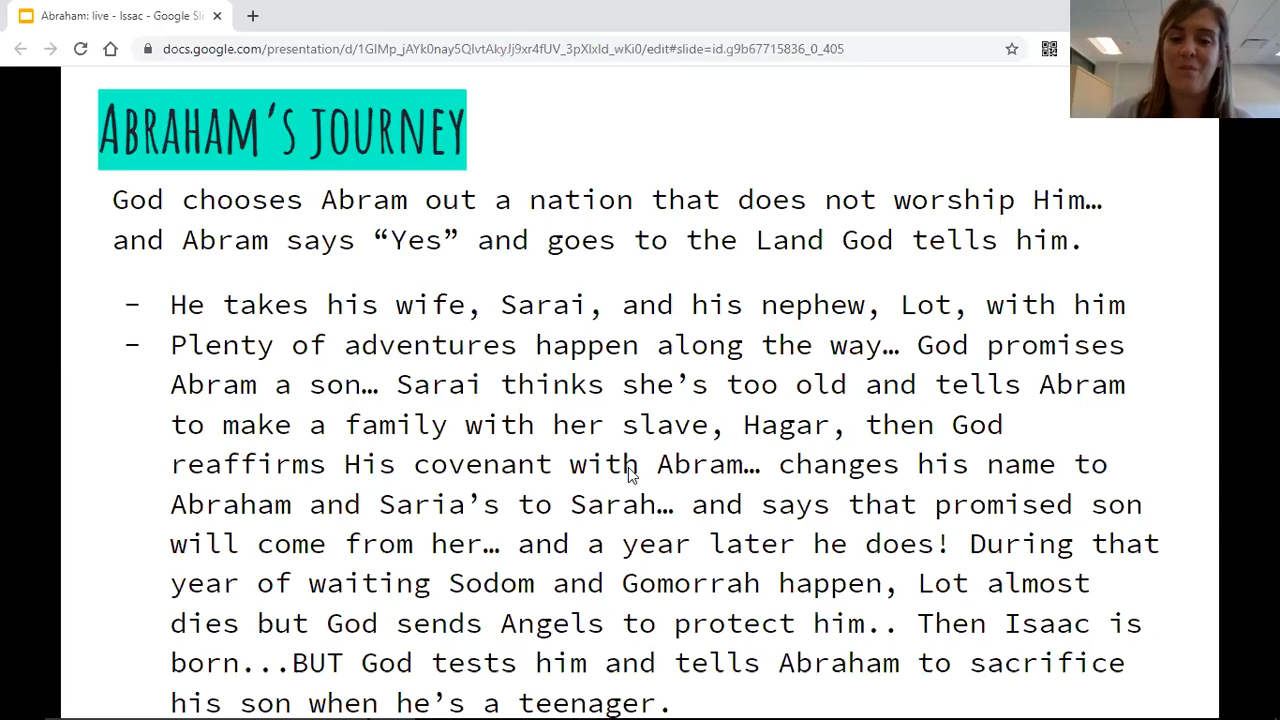 Abraham: live - Issac - Google Sli
docs.google.com/presentation/d/1GIMp_jAYk0nay5QIvtAkyJj9xr4fUV_3pXlxId_wKi0/edit#slide=id.g9b67715836_0_405
ABRAHAM'S JOURNEY
God chooses Abram out a nation that does not worship Him…
and Abram says “Yes” and goes to the Land God tells him.
- He takes his wife, Sarai, and his nephew, Lot, with him
- Plenty of adventures happen along the way… God promises
Abram a son… Sarai thinks she’s too old and tells Abram
to make a family with her slave, Hagar, then God
reaffirms His covenant with Abram… changes his name to
Abraham and Saria’s to Sarah… and says that promised son
will come from her… and a year later he does! During that
year of waiting Sodom and Gomorrah happen, Lot almost
dies but God sends Angels to protect him.. Then Isaac is
born...BUT God tests him and tells Abraham to sacrifice
his son when he’s a teenager.